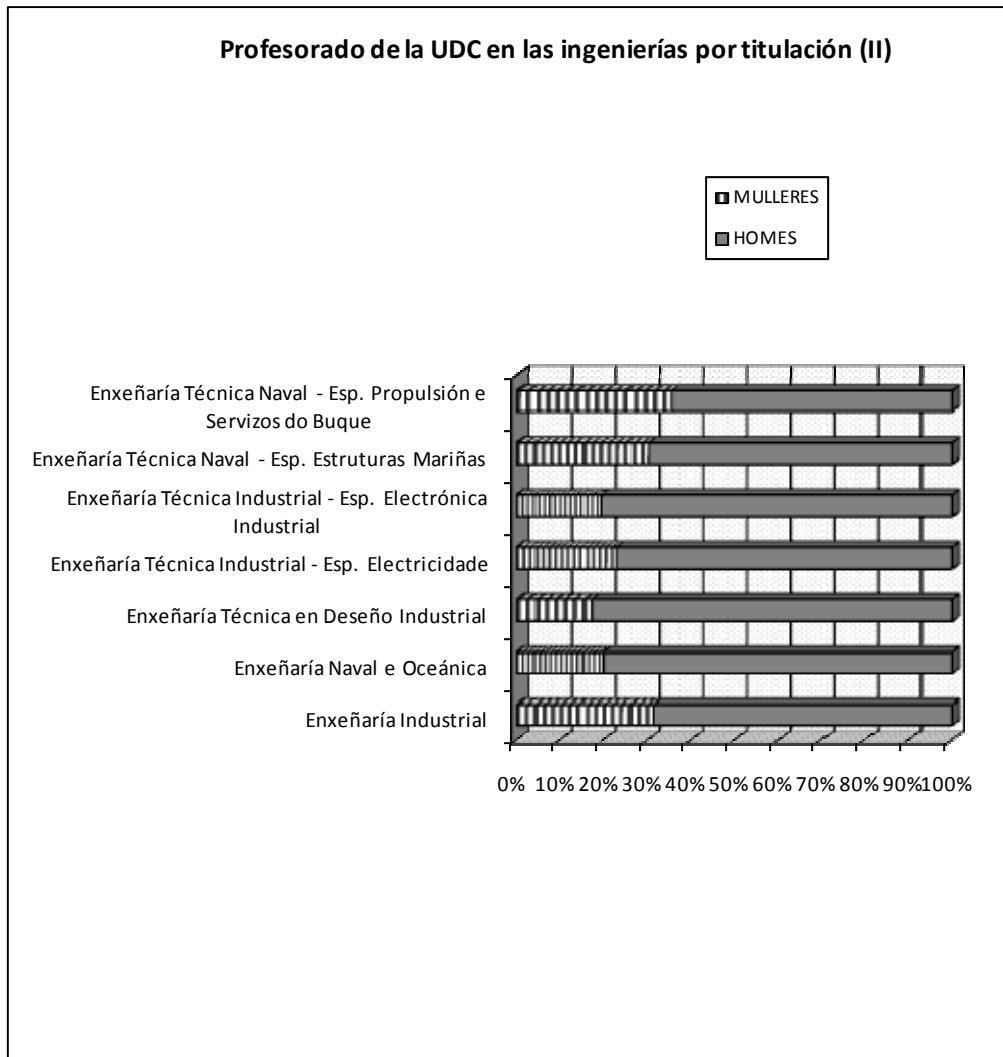 Profesorado de la UDC en las ingenierías por titulación (II)
MULLERES
HOMES
Enxeñaría Técnica Naval - Esp. Propulsión e
Servizos do Buque
Enxeñaría Técnica Naval - Esp. Estruturas Mariñas
Enxeñaría Técnica Industrial - Esp. Electrónica
Industrial
Enxeñaría Técnica Industrial - Esp. Electricidade
Enxeñaría Técnica en Deseño Industrial
Enxeñaría Naval e Oceánica
Enxeñaría Industrial
0% 10% 20% 30% 40% 50% 60% 70% 80% 90% 100%